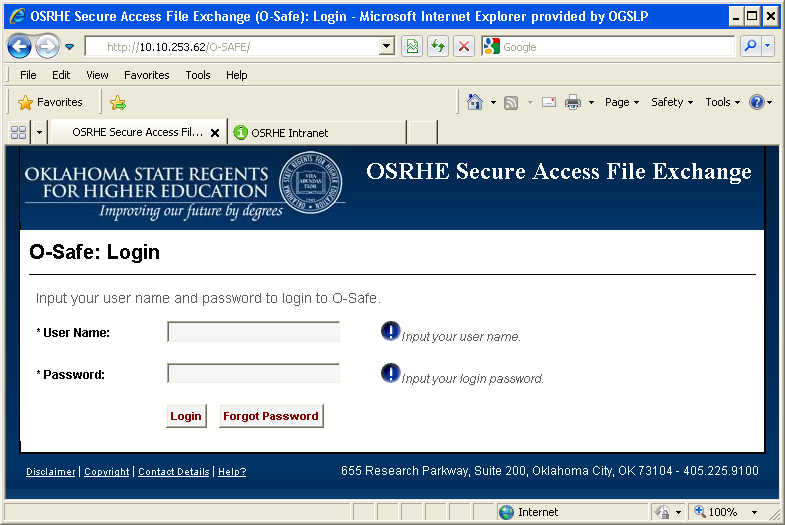 OSRHE Secure Access File Exchange (O-Safe): Login - Microsoft Internet Explorer provided by OGSLP
http://10.10.253.62/O-SAFE/
Google
File Edit View Favorites Tools Help
Favorites
Page Safety Tools
OSRHE Secure Access Fil... X
OSRHE Intranet
OKLAHOMA STATE REGENTS
FOR HIGHER EDUCATION
Improving our future by degrees
OSRHE Secure Access File Exchange
O-Safe: Login
Input your user name and password to login to O-Safe.
* User Name:
Input your user name.
* Password:
Input your login password.
Login Forgot Password
Disclaimer | Copyright | Contact Details | Help?
655 Research Parkway, Suite 200, Oklahoma City, OK 73104 - 405.225.9100
Internet
100%